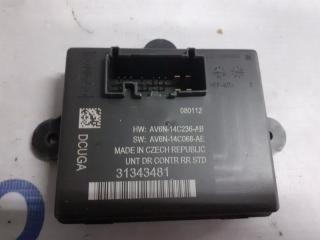 080112
HW: AV6N-14C236-AB
SW: AV6N-14C066-AE
MADE IN CZECH REPUBLIC
UNT DR CONTR RR STD
31343481
DCUGA